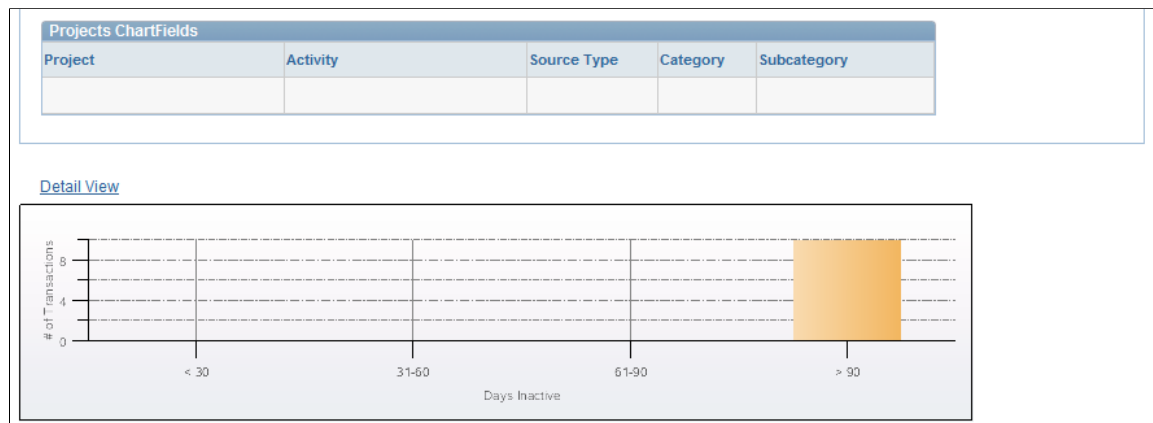 Projects ChartFields
Project Activity Source Type Category Subcategory
Detail View
# of Transactions
8
4
0
< 30 31-60 61-90 > 90
Days Inactive